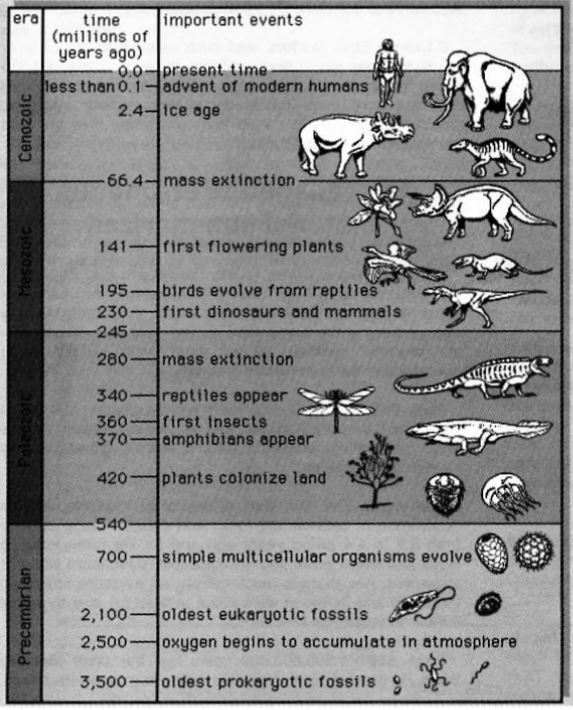 era time important events
(millions of
years ago)
0.0 present time
less than 0.1 advent of modern humans
2.4 ice age
Cenozoic
66.4 mass extinction
141 first flowering plants
Mesozoic
195 birds evolve from reptiles
230 first dinosaurs and mammals
245
280 mass extinction
340 reptiles appear
360 first insects
370 amphibians appear
Paleozoic
420 plants colonize land
540
700 simple multicellular organisms evolve
Precambrian
2,100 oldest eukaryotic fossils
2,500 oxygen begins to accumulate in atmosphere
3,500 oldest prokaryotic fossils